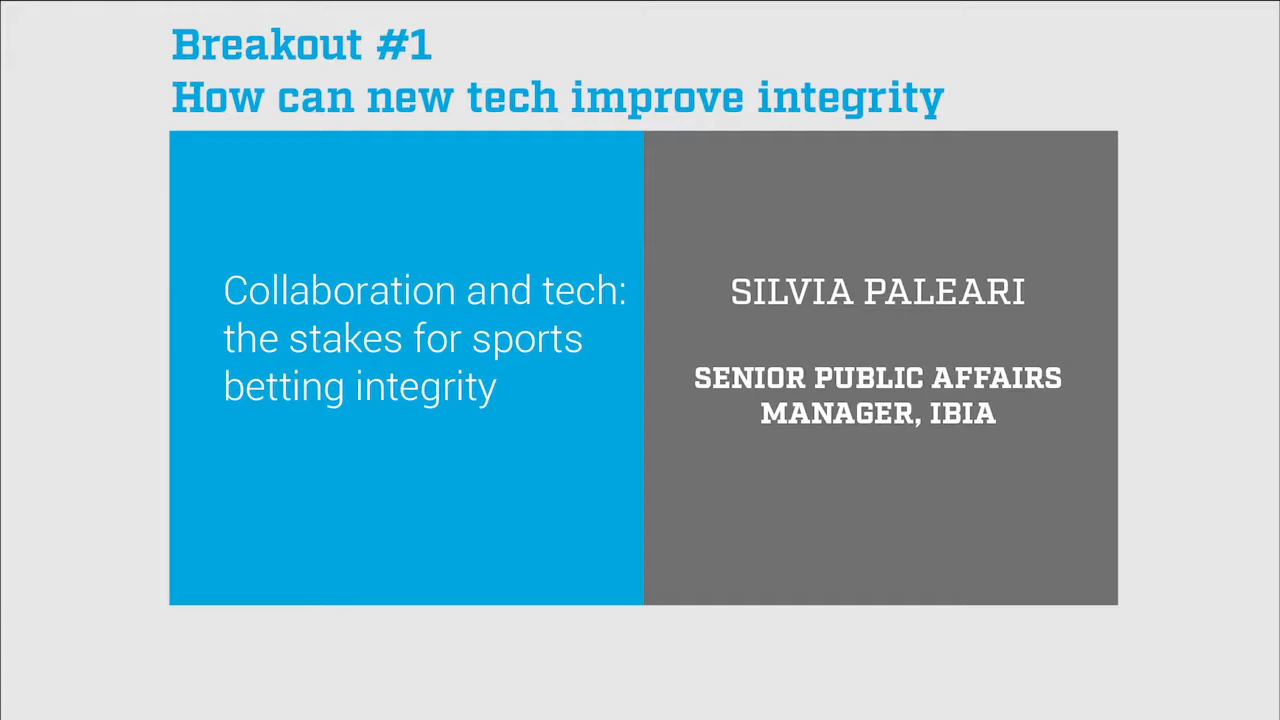 Breakout #1
How can new tech improve integrity
Collaboration and tech:
the stakes for sports
betting integrity
SILVIA PALEARI
SENIOR PUBLIC AFFAIRS
MANAGER, IBIA